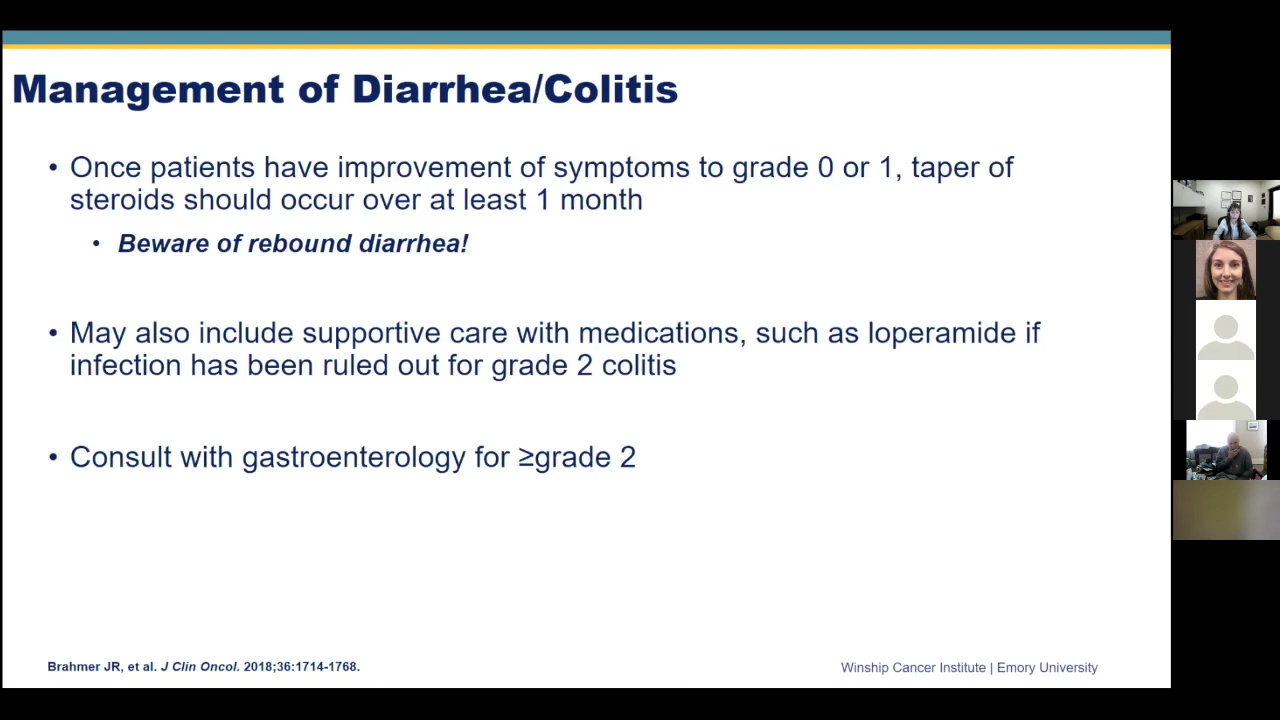 Management of Diarrhea/Colitis
• Once patients have improvement of symptoms to grade 0 or 1, taper of
steroids should occur over at least 1 month
• Beware of rebound diarrhea!
• May also include supportive care with medications, such as loperamide if
infection has been ruled out for grade 2 colitis
• Consult with gastroenterology for ≥grade 2
Brahmer JR, et al. J Clin Oncol. 2018;36:1714-1768.
Winship Cancer Institute | Emory University